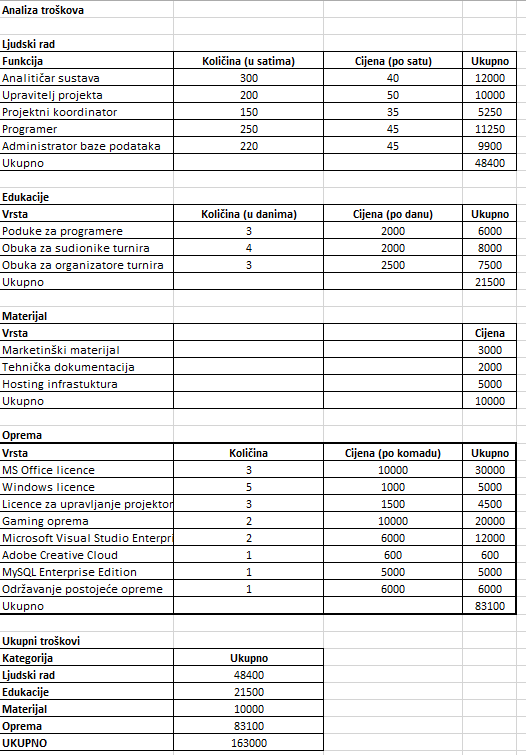 Analiza troškova
Ljudski rad
Funkcija Količina (u satima) Cijena (po satu) Ukupno
Analitičar sustava 300 40 12000
Upravitelj projekta 200 50 10000
Projektni koordinator 150 35 5250
Programer 250 45 11250
Administrator baze podataka 220 45 9900
Ukupno 48400
Edukacije
Vrsta Količina (u danima) Cijena (po danu) Ukupno
Poduke za programere 3 2000 6000
Obuka za sudionike turnira 4 2000 8000
Obuka za organizatore turnira 3 2500 7500
Ukupno 21500
Materijal
Vrsta Cijena
Marketinški materijal 3000
Tehnička dokumentacija 2000
Hosting infrastuktura 5000
Ukupno 10000
Oprema
Vrsta Količina Cijena (po komadu) Ukupno
MS Office licence 3 10000 30000
Windows licence 5 1000 5000
Licence za upravljanje projektor 3 1500 4500
Gaming oprema 2 10000 20000
Microsoft Visual Studio Enterpri 2 6000 12000
Adobe Creative Cloud 1 600 600
MySQL Enterprise Edition 1 5000 5000
Održavanje postojeće opreme 1 6000 6000
Ukupno 83100
Ukupni troškovi
Kategorija Ukupno
Ljudski rad 48400
Edukacije 21500
Materijal 10000
Oprema 83100
UKUPNO 163000